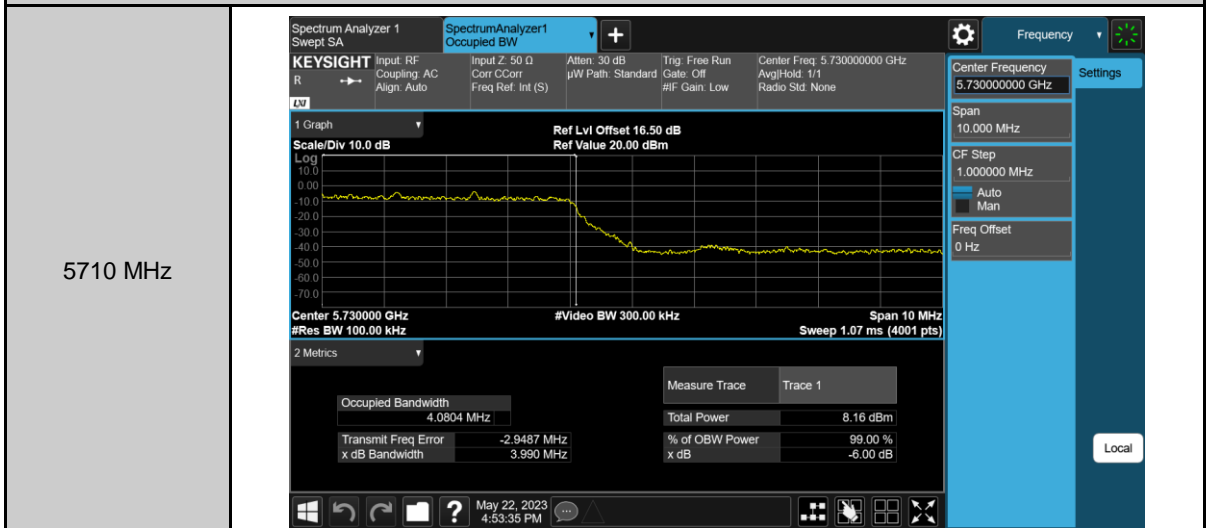 5710 MHz
Spectrum Analyzer 1
Swept SA
SpectrumAnalyzer1
Occupied BW
Frequency
KEYSIGHT
R
LXI
Input: RF
Coupling: AC
Align: Auto
Input Z: 50 Ω
Corr CCorr
Freq Ref: Int (S)
Atten: 30 dB
µW Path: Standard
Trig: Free Run
Gate: Off
#IF Gain: Low
Center Freq: 5.730000000 GHz
Avg|Hold: 1/1
Radio Std: None
Center Frequency
5.730000000 GHz
Settings
Span
10.000 MHz
CF Step
1.000000 MHz
Auto
Man
Freq Offset
0 Hz
Local
1 Graph
Scale/Div 10.0 dB
Ref Lvl Offset 16.50 dB
Ref Value 20.00 dBm
Log
10.0
0.00
-10.0
-20.0
-30.0
-40.0
-50.0
-60.0
-70.0
Center 5.730000 GHz
#Video BW 300.00 kHz
Span 10 MHz
#Res BW 100.00 kHz
Sweep 1.07 ms (4001 pts)
2 Metrics
Measure Trace Trace 1
Occupied Bandwidth
4.0804 MHz
Total Power 8.16 dBm
Transmit Freq Error -2.9487 MHz
% of OBW Power 99.00 %
x dB Bandwidth 3.990 MHz
x dB -6.00 dB
?
May 22, 2023
4:53:35 PM